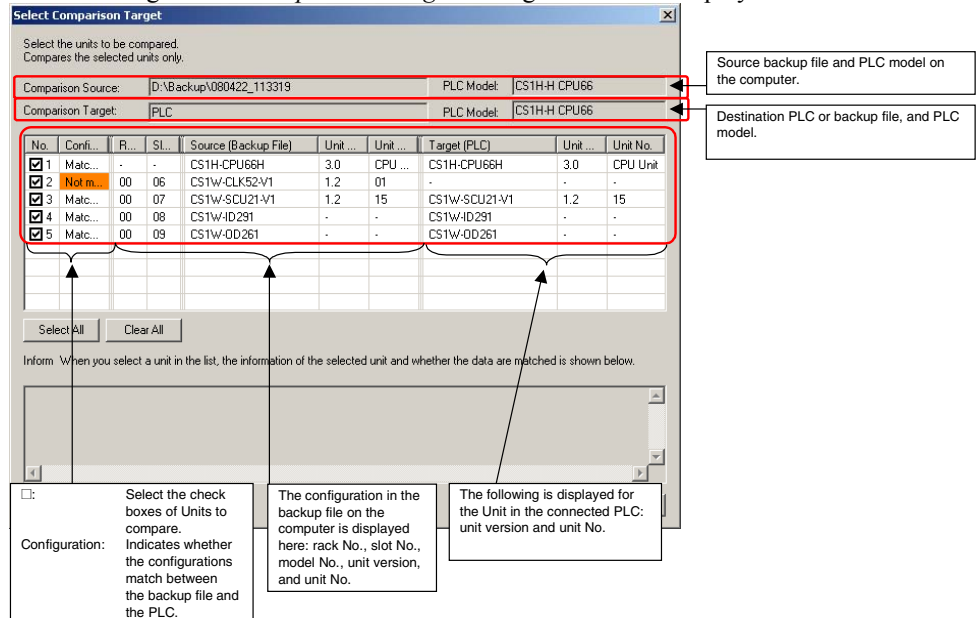 Select Comparison Target
Select the units to be compared.
Compares the selected units only.
Comparison Source: D:\Backup\080422_113319 PLC Model: CS1H-H CPU66
Comparison Target: PLC PLC Model: CS1H-H CPU66
No. Confi... R... Sl... Source (Backup File) Unit ... Unit ... Target (PLC) Unit ... Unit No.
1 Matc... - - CS1H-CPU66H 3.0 CPU ... CS1H-CPU66H 3.0 CPU Unit
2 Not m... 00 06 CS1W-CLK52-V1 1.2 01 - - -
3 Matc... 00 07 CS1W-SCU21-V1 1.2 15 CS1W-SCU21-V1 1.2 15
4 Matc... 00 08 CS1W-ID291 - - CS1W-ID291 - -
5 Matc... 00 09 CS1W-OD261 - - CS1W-OD261 - -
Select All Clear All
Inform When you select a unit in the list, the information of the selected unit and whether the data are matched is shown below.
Source backup file and PLC model on
the computer.
Destination PLC or backup file, and PLC
model.
□: Select the check
boxes of Units to
compare.
Configuration: Indicates whether
the configurations
match between
the backup file and
the PLC.
The configuration in the
backup file on the
computer is displayed
here: rack No., slot No.,
model No., unit version,
and unit No.
The following is displayed for
the Unit in the connected PLC:
unit version and unit No.